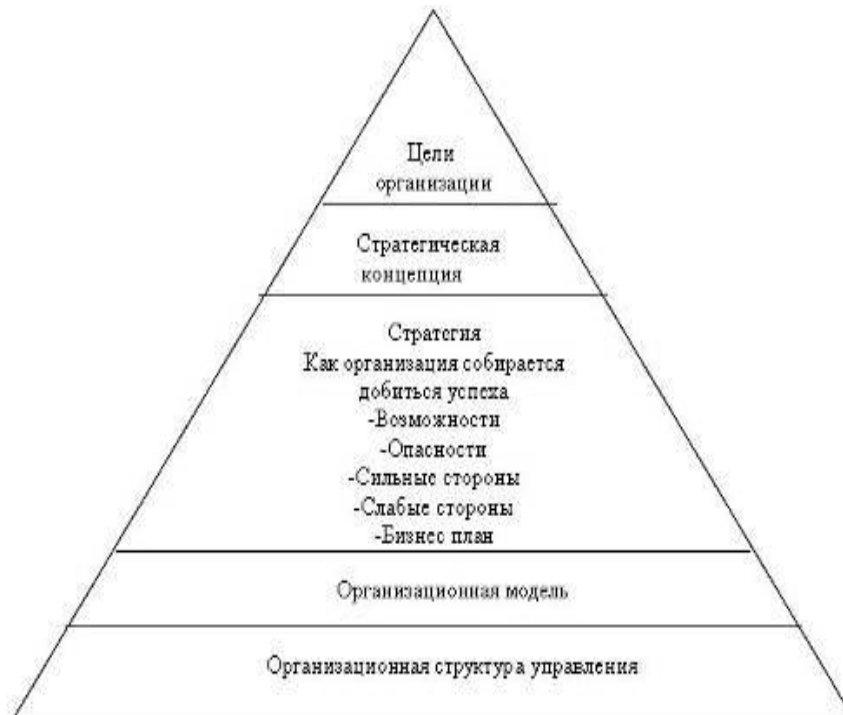 Цели
организации
Стратегическая
концепция
Стратегия
Как организация собирается
добиться успеха
-Возможности
-Опасности
-Сильные стороны
-Слабые стороны
-Бизнес план
Организационная модель
Организационная структура управления